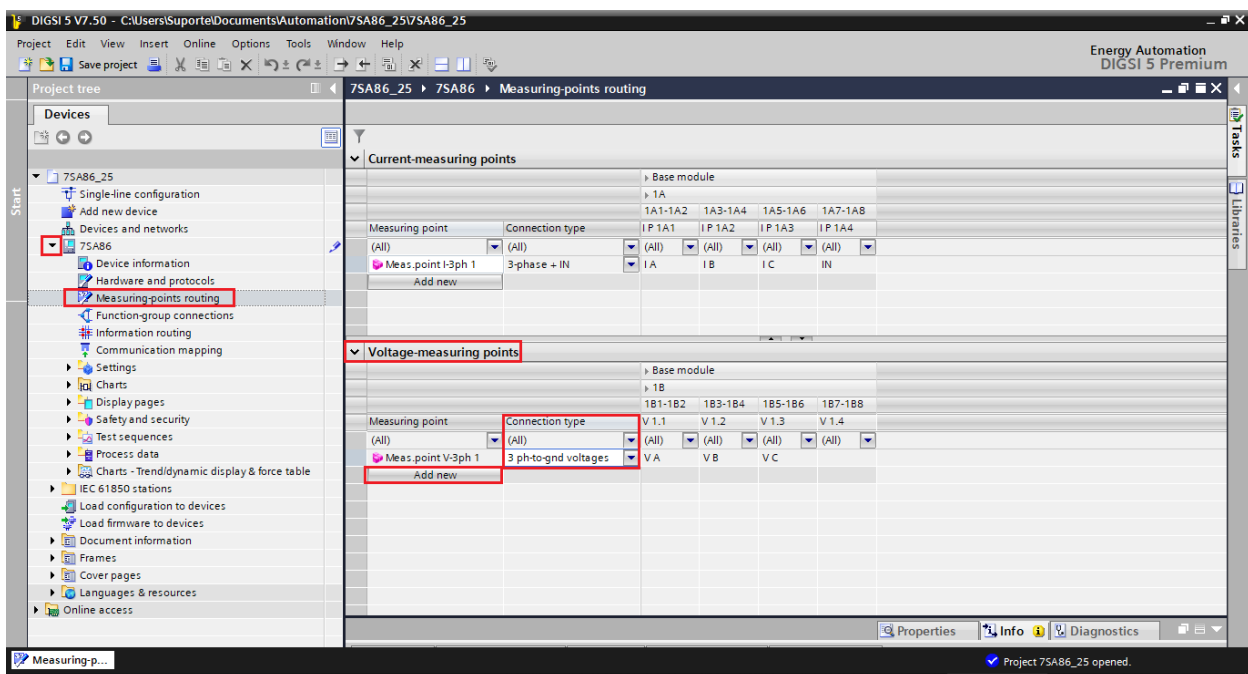 DIGSI 5 V7.50 - C:\Users\Suporte\Documents\Automation\7SA86_25\7SA86_25
Project Edit View Insert Online Options Tools Window Help
Energy Automation
DIGSI 5 Premium
Save project
Project tree
7SA86_25 7SA86 Measuring-points routing
Devices
Start
7SA86_25
Single-line configuration
Add new device
Devices and networks
7SA86
Device information
Hardware and protocols
Measuring-points routing
Function-group connections
Information routing
Communication mapping
Settings
Charts
Display pages
Safety and security
Test sequences
Process data
Charts - Trend/dynamic display & force table
IEC 61850 stations
Load configuration to devices
Load firmware to devices
Document information
Frames
Cover pages
Languages & resources
Online access
Current-measuring points
Base module
1A
1A1-1A2 1A3-1A4 1A5-1A6 1A7-1A8
Measuring point Connection type I P 1A1 I P 1A2 I P 1A3 I P 1A4
(All) (All) (All) (All) (All) (All)
Meas.point I-3ph 1 3-phase + IN I A I B I C IN
Add new
Voltage-measuring points
Base module
1B
1B1-1B2 1B3-1B4 1B5-1B6 1B7-1B8
Measuring point Connection type V 1.1 V 1.2 V 1.3 V 1.4
(All) (All) (All) (All) (All) (All)
Meas.point V-3ph 1 3 ph-to-gnd voltages V A V B V C
Add new
Tasks
Libraries
Properties Info Diagnostics
Measuring-p...
Project 7SA86_25 opened.